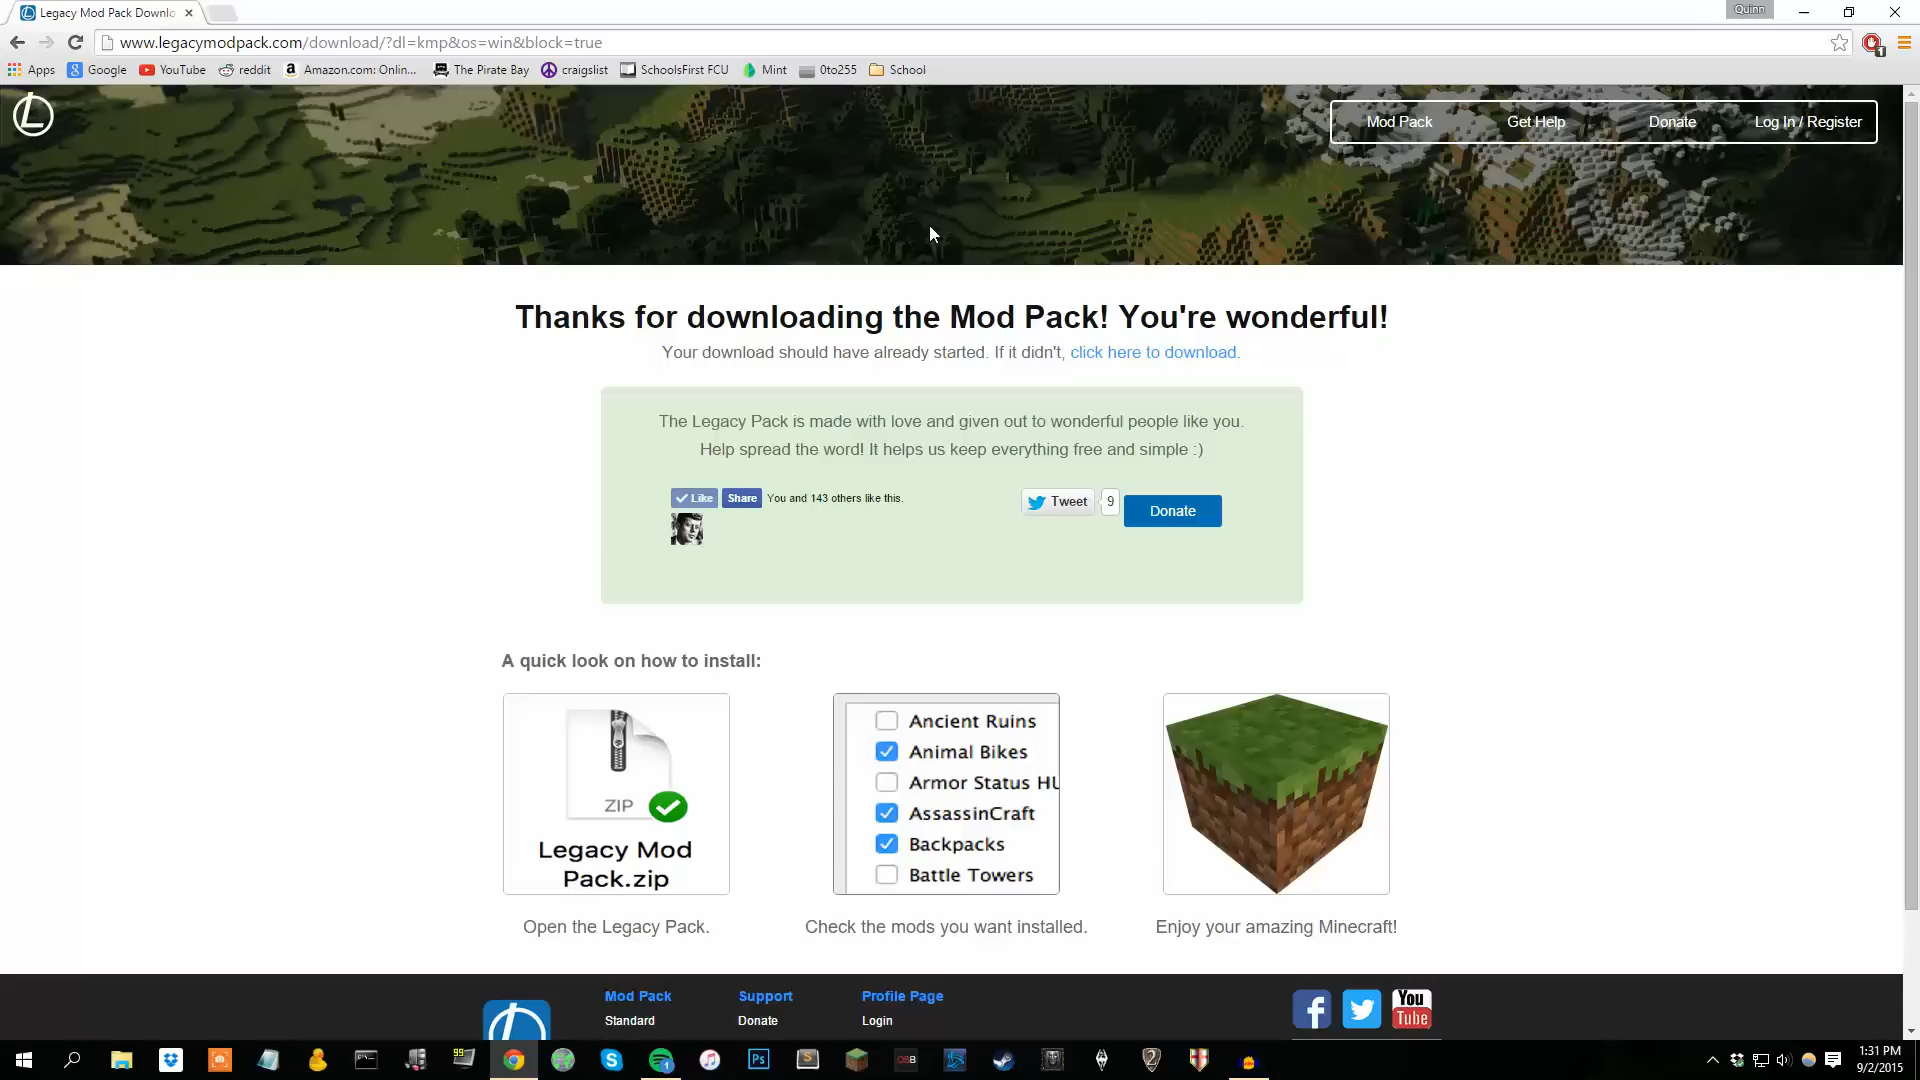 Legacy Mod Pack Downlo
Quinn
www.legacymodpack.com/download/?dl=kmp&os=win&block=true
1
Apps Google YouTube reddit Amazon.com: Onlin... The Pirate Bay craigslist SchoolsFirst FCU Mint 0to255 School
Mod Pack Get Help Donate Log In / Register
Thanks for downloading the Mod Pack! You're wonderful!
Your download should have already started. If it didn't, click here to download.
The Legacy Pack is made with love and given out to wonderful people like you.
Help spread the word! It helps us keep everything free and simple :)
Like Share You and 143 others like this.
Tweet 9 Donate
A quick look on how to install:
ZIP
Legacy Mod
Pack.zip
Ancient Ruins
Animal Bikes
Armor Status HU
AssassinCraft
Backpacks
Battle Towers
Open the Legacy Pack. Check the mods you want installed. Enjoy your amazing Minecraft!
Mod Pack Support Profile Page
Standard Donate Login
You
Tube
99
Ps
OSB
1:31 PM
9/2/2015